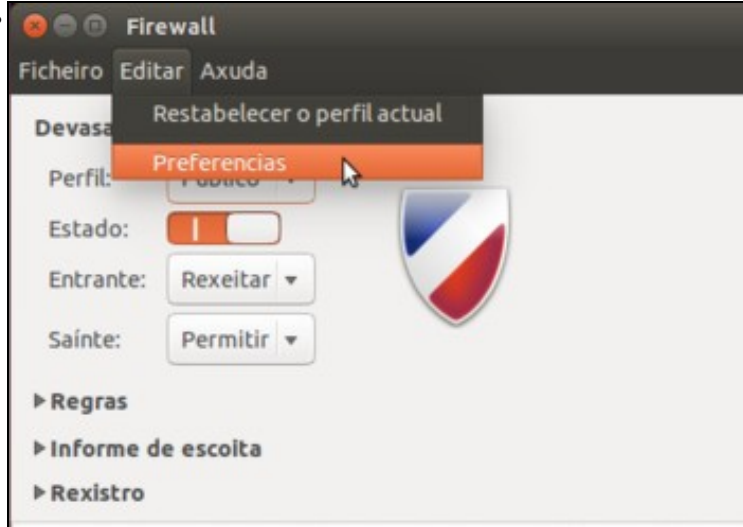 Firewall
Ficheiro Editar Axuda
Restabelecer o perfil actual
Devasa
Preferencias
Perfil:
Estado:
Entrante: Rexeitar
Saínte: Permitir
Regras
Informe de escoita
Rexistro